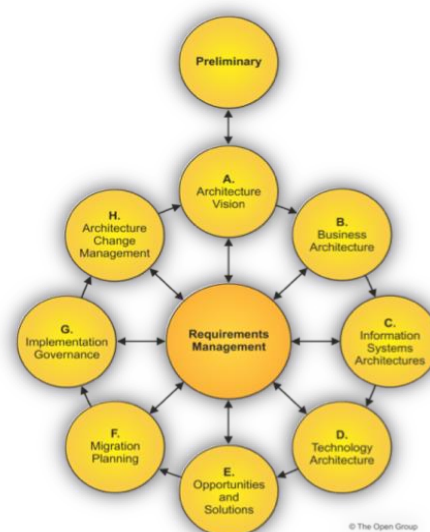 Preliminary
A.
Architecture
Vision
B.
Business
Architecture
C.
Information
Systems
Architectures
D.
Technology
Architecture
E.
Opportunities
and
Solutions
F.
Migration
Planning
G.
Implementation
Governance
H.
Architecture
Change
Management
Requirements
Management
© The Open Group